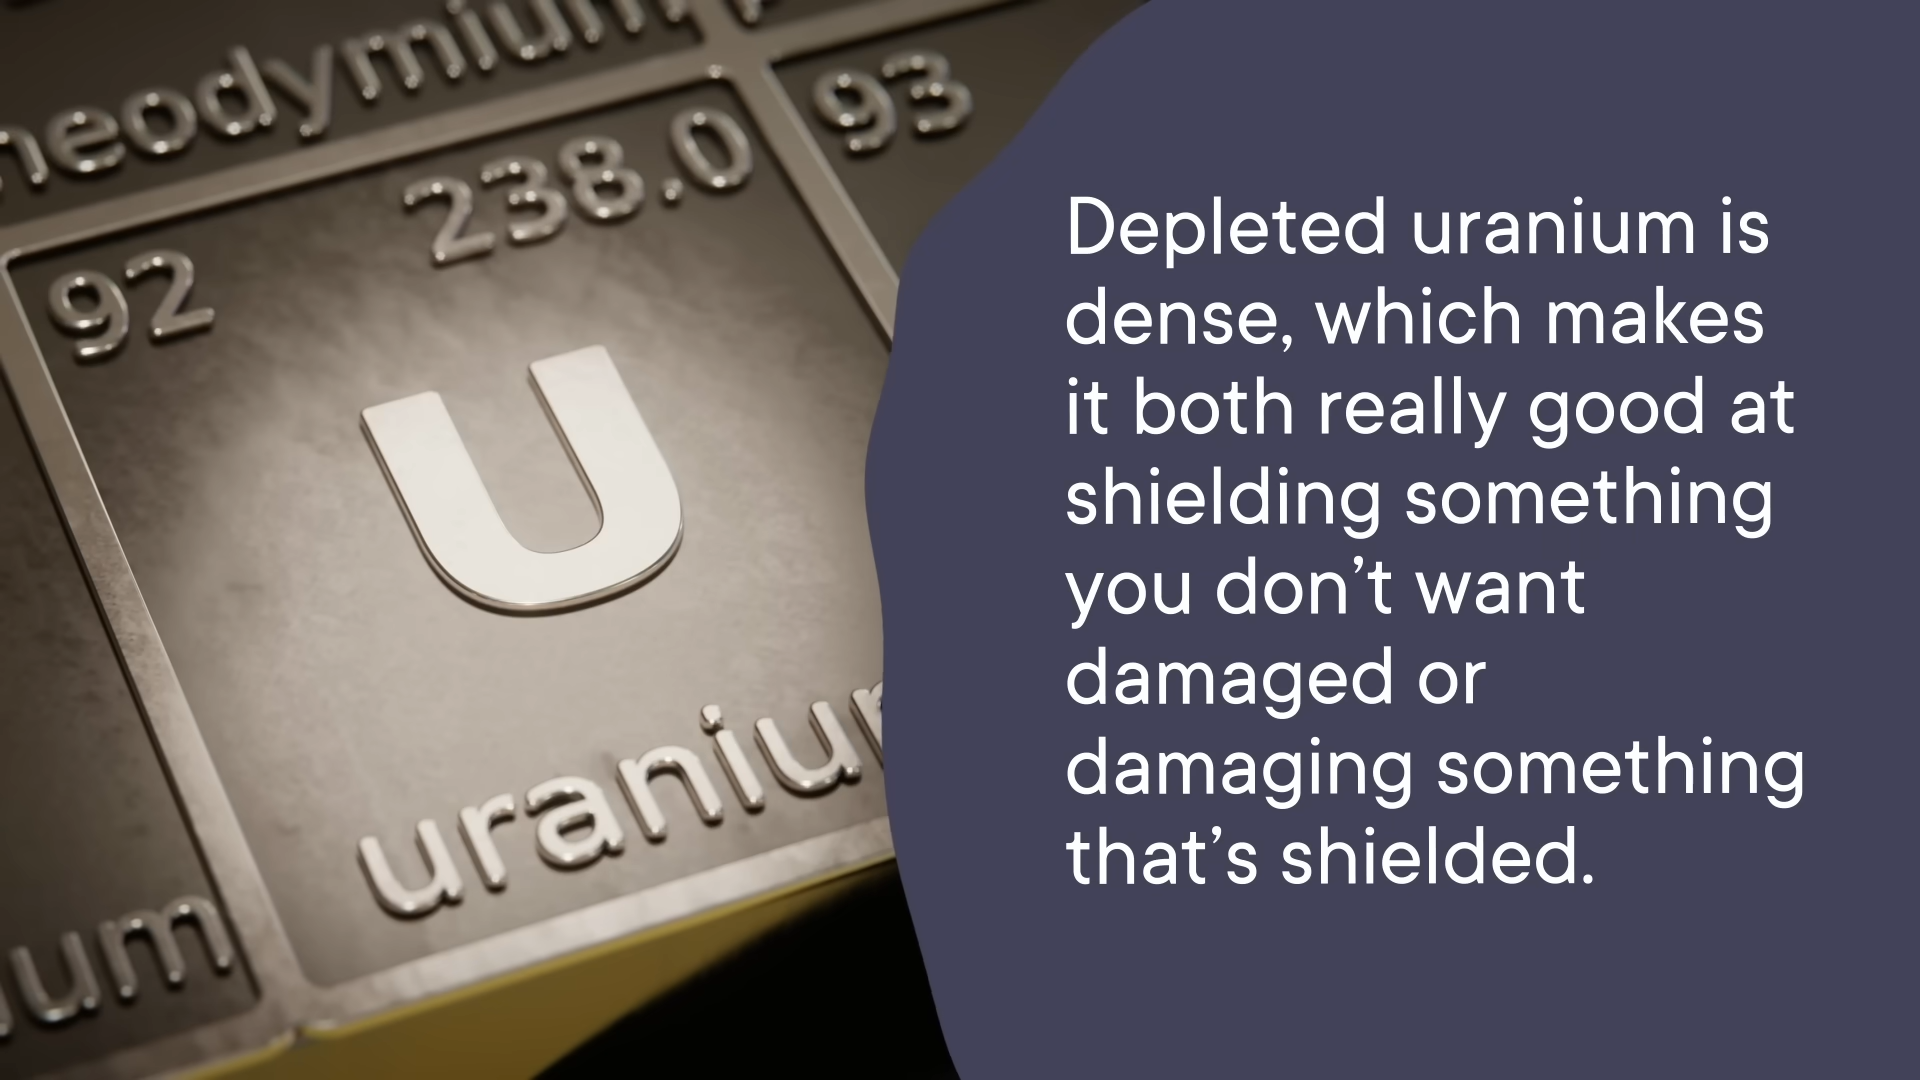 neodymium
93
238.0
92
U
uraniu
um
Depleted uranium is
dense, which makes
it both really good at
shielding something
you don’t want
damaged or
damaging something
that’s shielded.